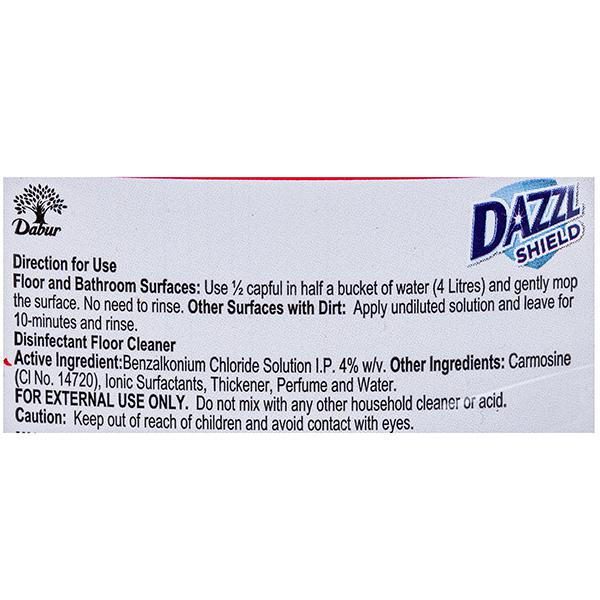 Dabur
DAZZL
SHIELD
Direction for Use
Floor and Bathroom Surfaces: Use ½ capful in half a bucket of water (4 Litres) and gently mop
the surface. No need to rinse. Other Surfaces with Dirt: Apply undiluted solution and leave for
10-minutes and rinse.
Disinfectant Floor Cleaner
Active Ingredient:Benzalkonium Chloride Solution I.P. 4% w/v. Other Ingredients: Carmosine
(CI No. 14720), Ionic Surfactants, Thickener, Perfume and Water.
FOR EXTERNAL USE ONLY. Do not mix with any other household cleaner or acid.
Caution: Keep out of reach of children and avoid contact with eyes.